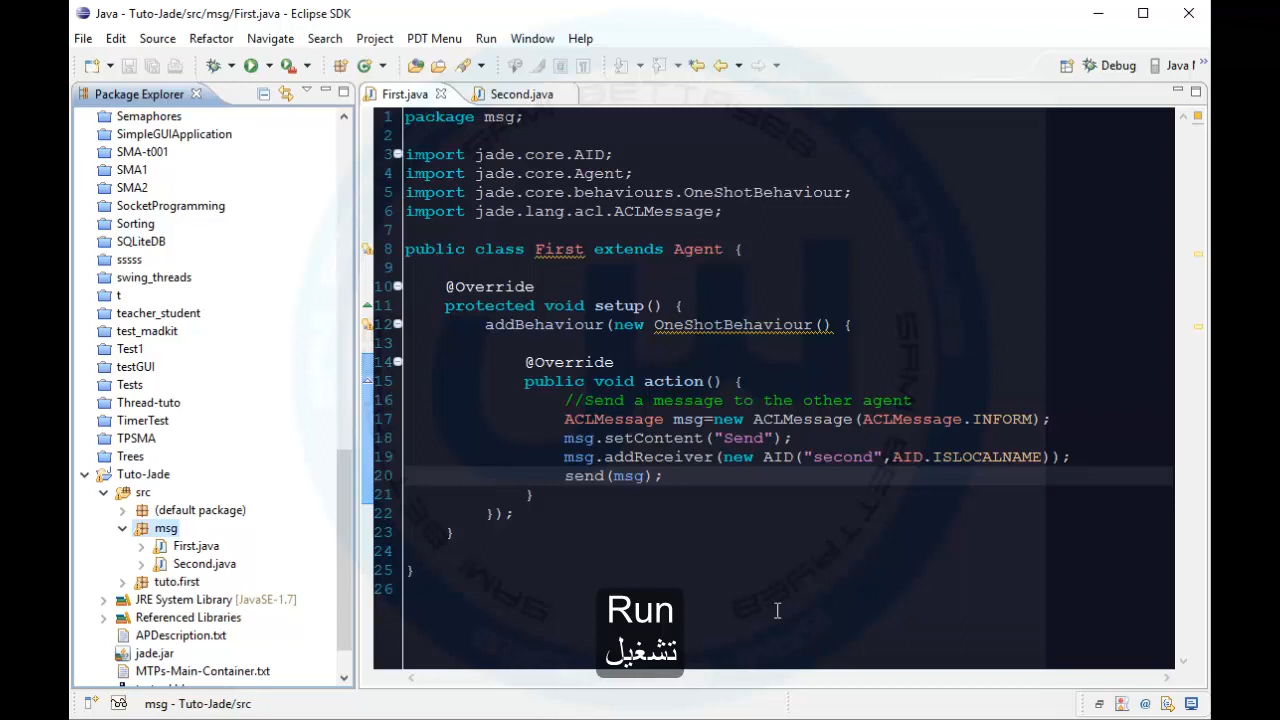 Java - Tuto-Jade/src/msg/First.java - Eclipse SDK
File Edit Source Refactor Navigate Search Project PDT Menu Run Window Help
Debug Java
Package Explorer
First.java
Second.java
Semaphores
SimpleGUIApplication
SMA-t001
SMA1
SMA2
SocketProgramming
Sorting
SQLiteDB
sssss
swing_threads
t
teacher_student
test_madkit
Test1
testGUI
Tests
Thread-tuto
TimerTest
TPSMA
Trees
Tuto-Jade
src
(default package)
msg
First.java
Second.java
tuto.first
JRE System Library [JavaSE-1.7]
Referenced Libraries
APDescription.txt
jade.jar
MTPs-Main-Container.txt
1 package msg;
2
3 import jade.core.AID;
4 import jade.core.Agent;
5 import jade.core.behaviours.OneShotBehaviour;
6 import jade.lang.acl.ACLMessage;
7
8 public class First extends Agent {
9
10 @Override
11 protected void setup() {
12 addBehaviour(new OneShotBehaviour() {
13
14 @Override
15 public void action() {
16 //Send a message to the other agent
17 ACLMessage msg=new ACLMessage(ACLMessage.INFORM);
18 msg.setContent("Send");
19 msg.addReceiver(new AID("second",AID.ISLOCALNAME));
20 send(msg);
21 }
22 });
23 }
24
25 }
26
Run
تشغيل
msg - Tuto-Jade/src